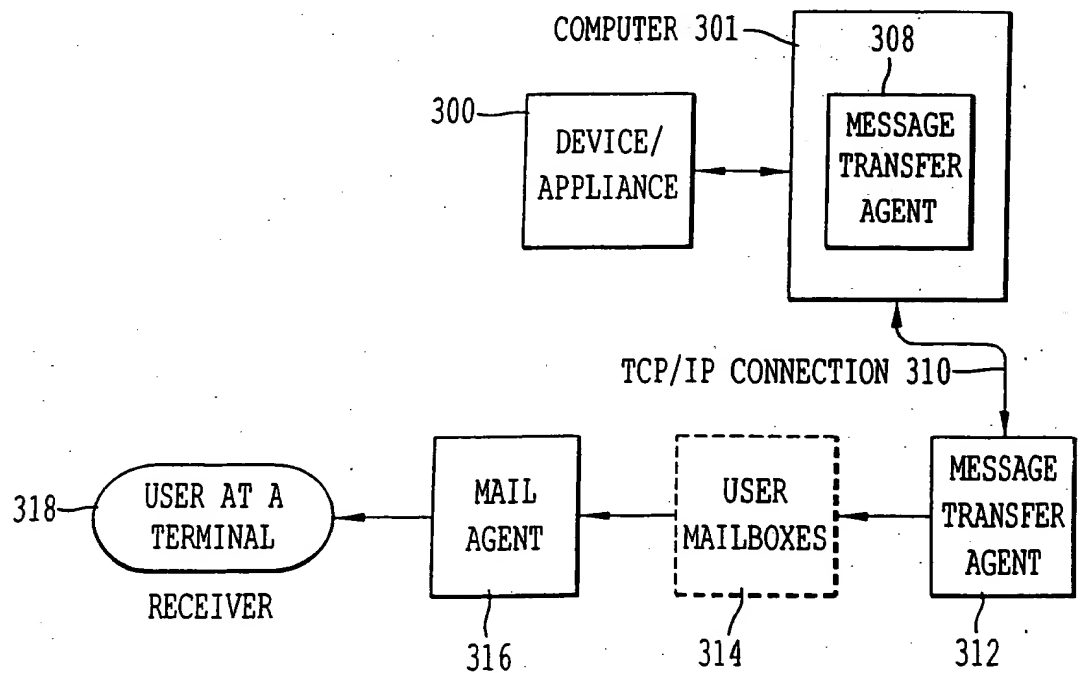 COMPUTER 301
308
300
DEVICE/
APPLIANCE
MESSAGE
TRANSFER
AGENT
TCP/IP CONNECTION 310
318
USER AT A
TERMINAL
RECEIVER
MAIL
AGENT
316
USER
MAILBOXES
314
MESSAGE
TRANSFER
AGENT
312